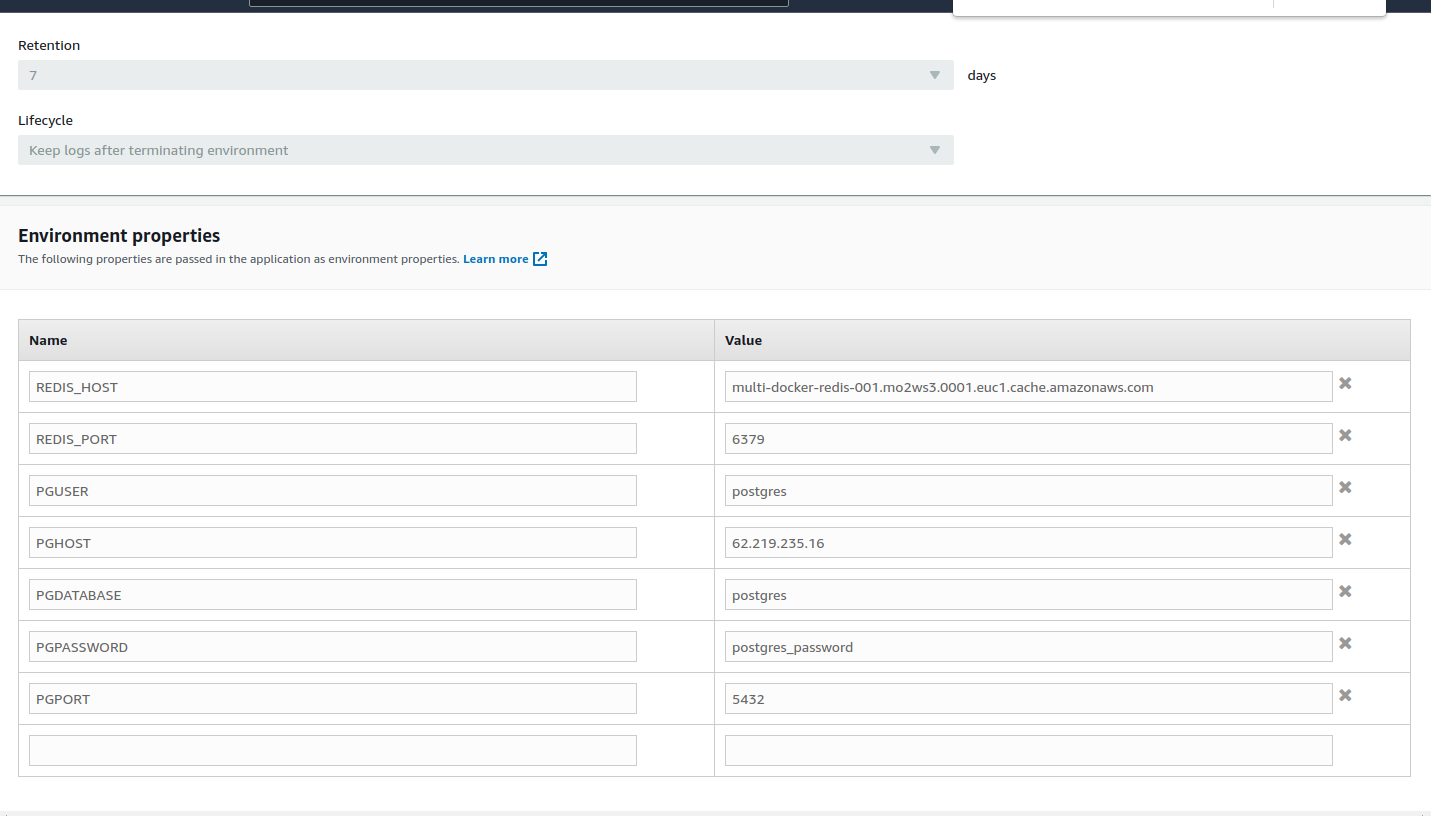 Retention
7
days
Lifecycle
Keep logs after terminating environment
Environment properties
The following properties are passed in the application as environment properties. Learn more
Name Value
REDIS_HOST multi-docker-redis-001.mo2ws3.0001.euc1.cache.amazonaws.com
REDIS_PORT 6379
PGUSER postgres
PGHOST 62.219.235.16
PGDATABASE postgres
PGPASSWORD postgres_password
PGPORT 5432